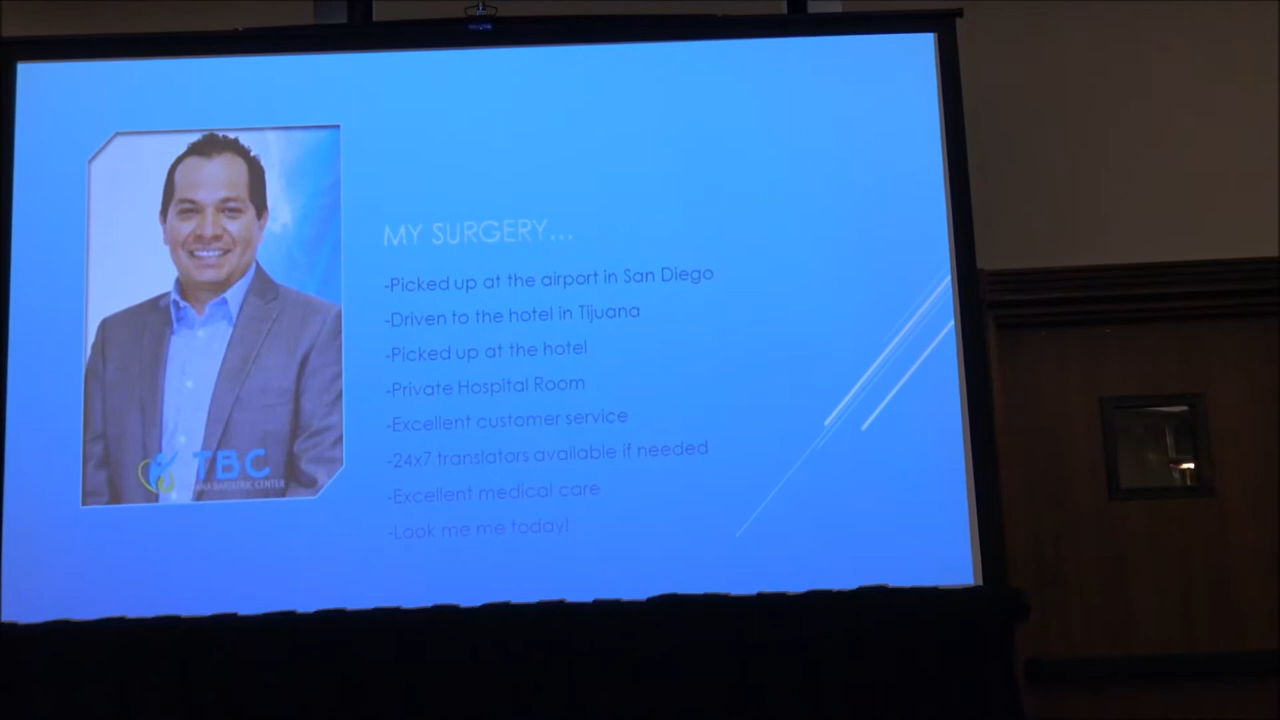 MY SURGERY...
-Picked up at the airport in San Diego
-Driven to the hotel in Tijuana
-Picked up at the hotel
-Private Hospital Room
-Excellent customer service
-24x7 translators available if needed
-Excellent medical care
-Look me me today!
TBC
BARIATRIC CENTER